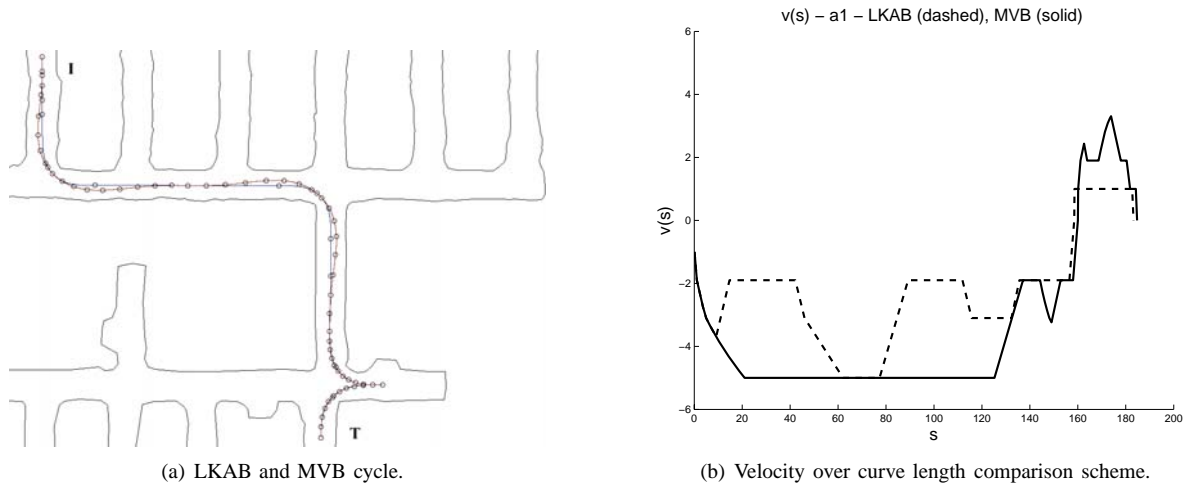 I
T
(a) LKAB and MVB cycle.
v(s) – a1 – LKAB (dashed), MVB (solid)
6
4
2
0
−2
−4
−6
v(s)
0 20 40 60 80 100 120 140 160 180 200
s
(b) Velocity over curve length comparison scheme.